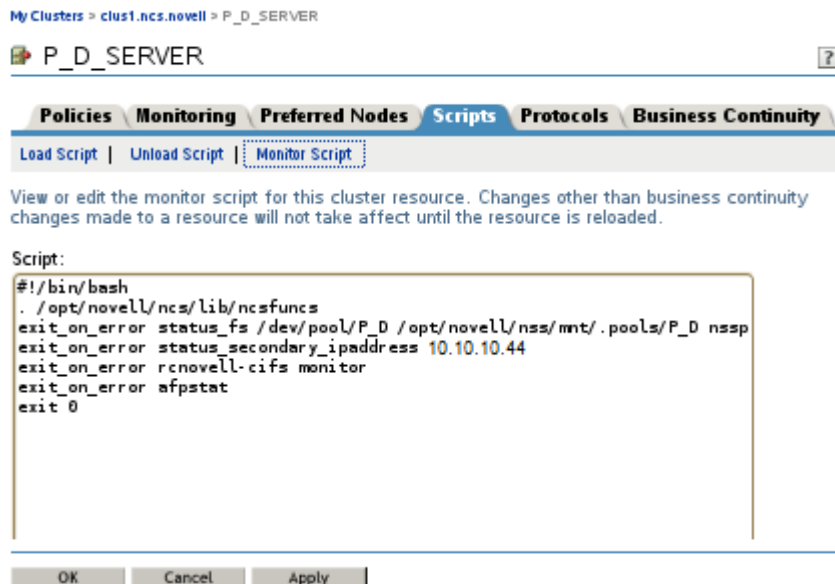 My Clusters > clus1.ncs.novell > P_D_SERVER
P_D_SERVER
?
Policies Monitoring Preferred Nodes Scripts Protocols Business Continuity
Load Script | Unload Script | Monitor Script
View or edit the monitor script for this cluster resource. Changes other than business continuity
changes made to a resource will not take affect until the resource is reloaded.
Script:
#!/bin/bash
. /opt/novell/ncs/lib/ncsfuncs
exit_on_error status_fs /dev/pool/P_D /opt/novell/nss/mnt/.pools/P_D nssp
exit_on_error status_secondary_ipaddress 10.10.10.44
exit_on_error rcnovell-cifs monitor
exit_on_error afpstat
exit 0
OK Cancel Apply